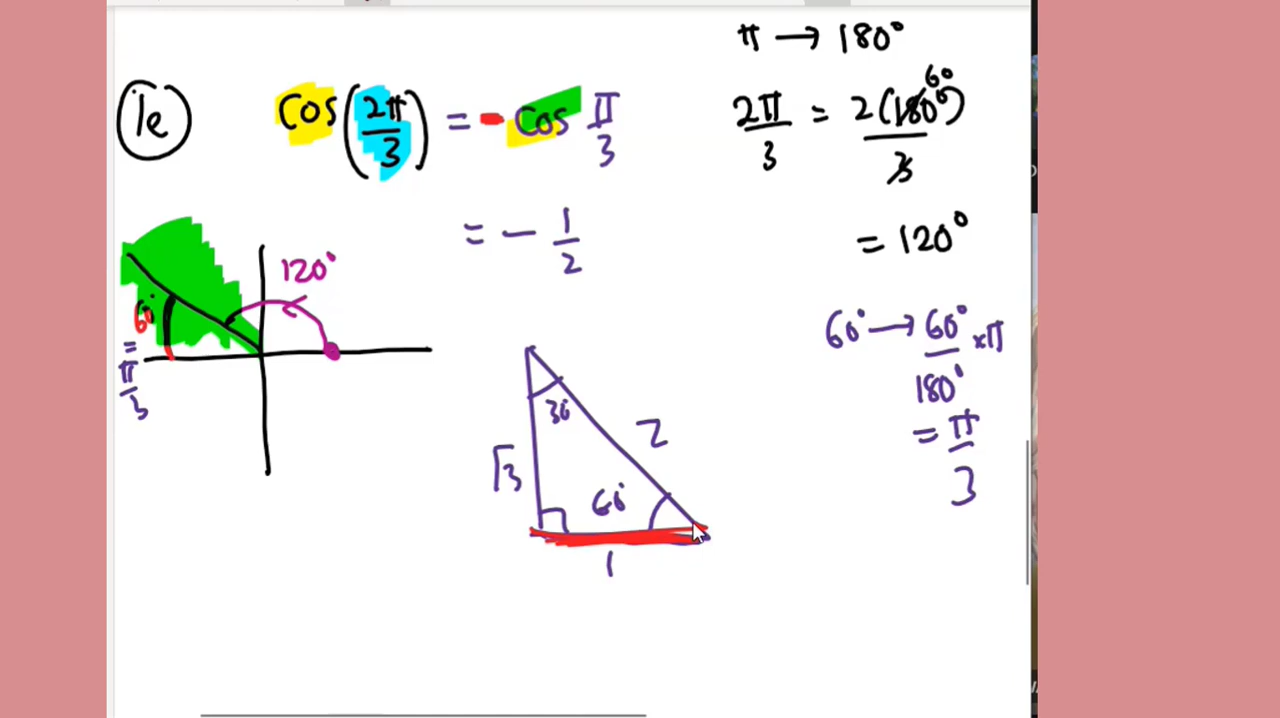 1e
cos(2π/3) = - cos π/3
= - 1/2
π → 180°
2π/3 = 2(180°)/3
60
= 120°
120°
60°
= π/3
60° → 60°/180° × π
= π/3
30°
√3
2
60°
1